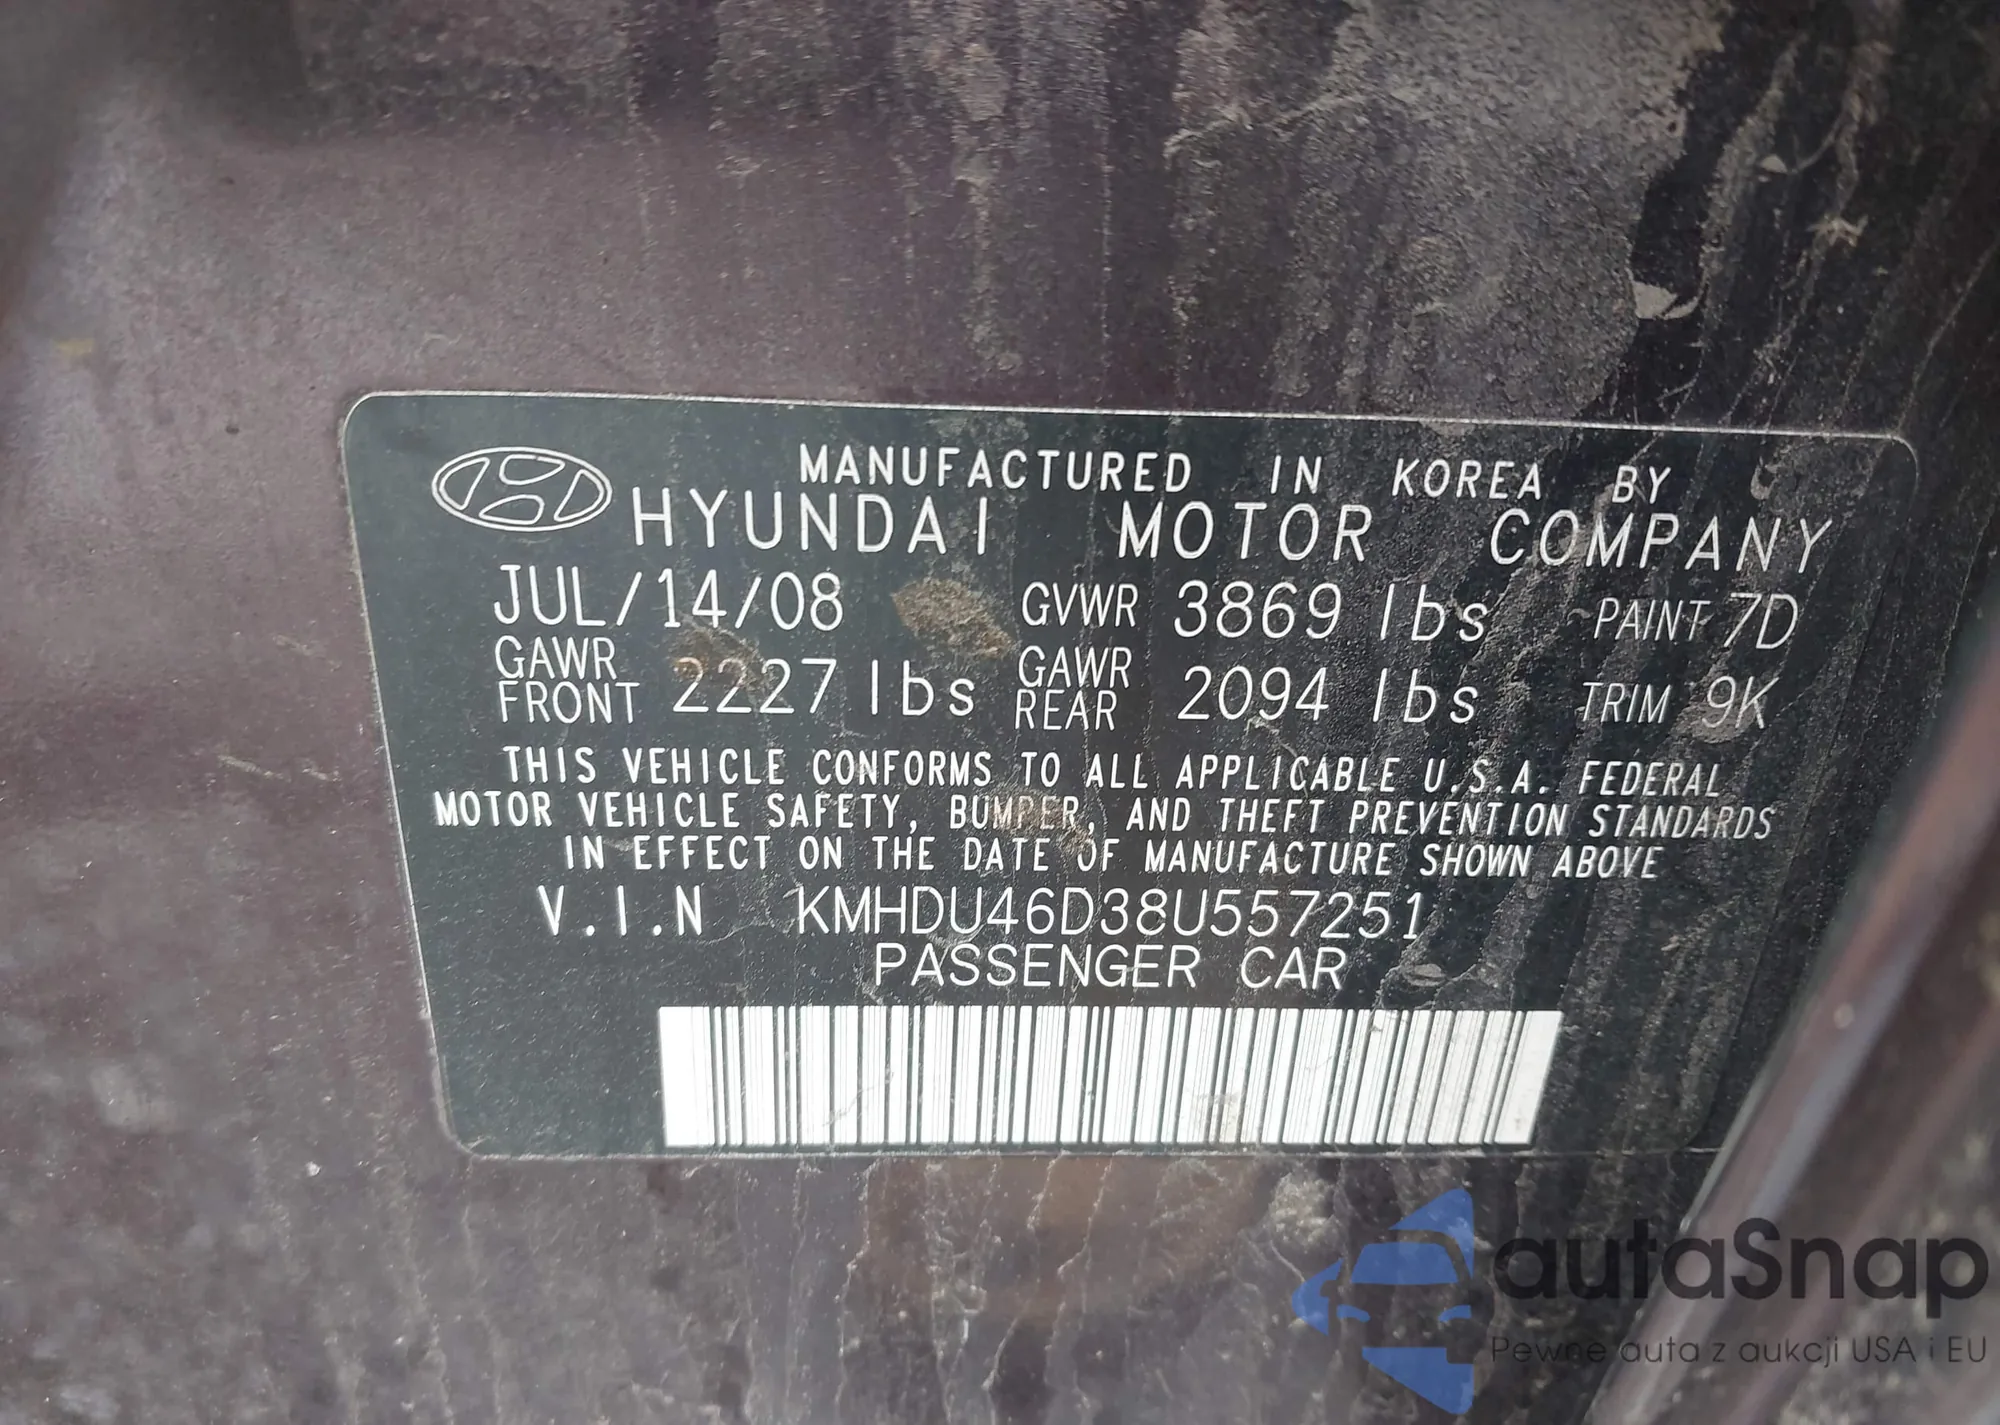 MANUFACTURED IN KOREA BY
HYUNDAI MOTOR COMPANY
JUL/14/08 GVWR 3869 lbs PAINT 7D
GAWR FRONT 2227 lbs GAWR REAR 2094 lbs TRIM 9K
THIS VEHICLE CONFORMS TO ALL APPLICABLE U.S.A. FEDERAL
MOTOR VEHICLE SAFETY, BUMPER, AND THEFT PREVENTION STANDARDS
IN EFFECT ON THE DATE OF MANUFACTURE SHOWN ABOVE
V.I.N KMHDU46D38U557251
PASSENGER CAR
autaSnap
Pewne auta z aukcji USA i EU